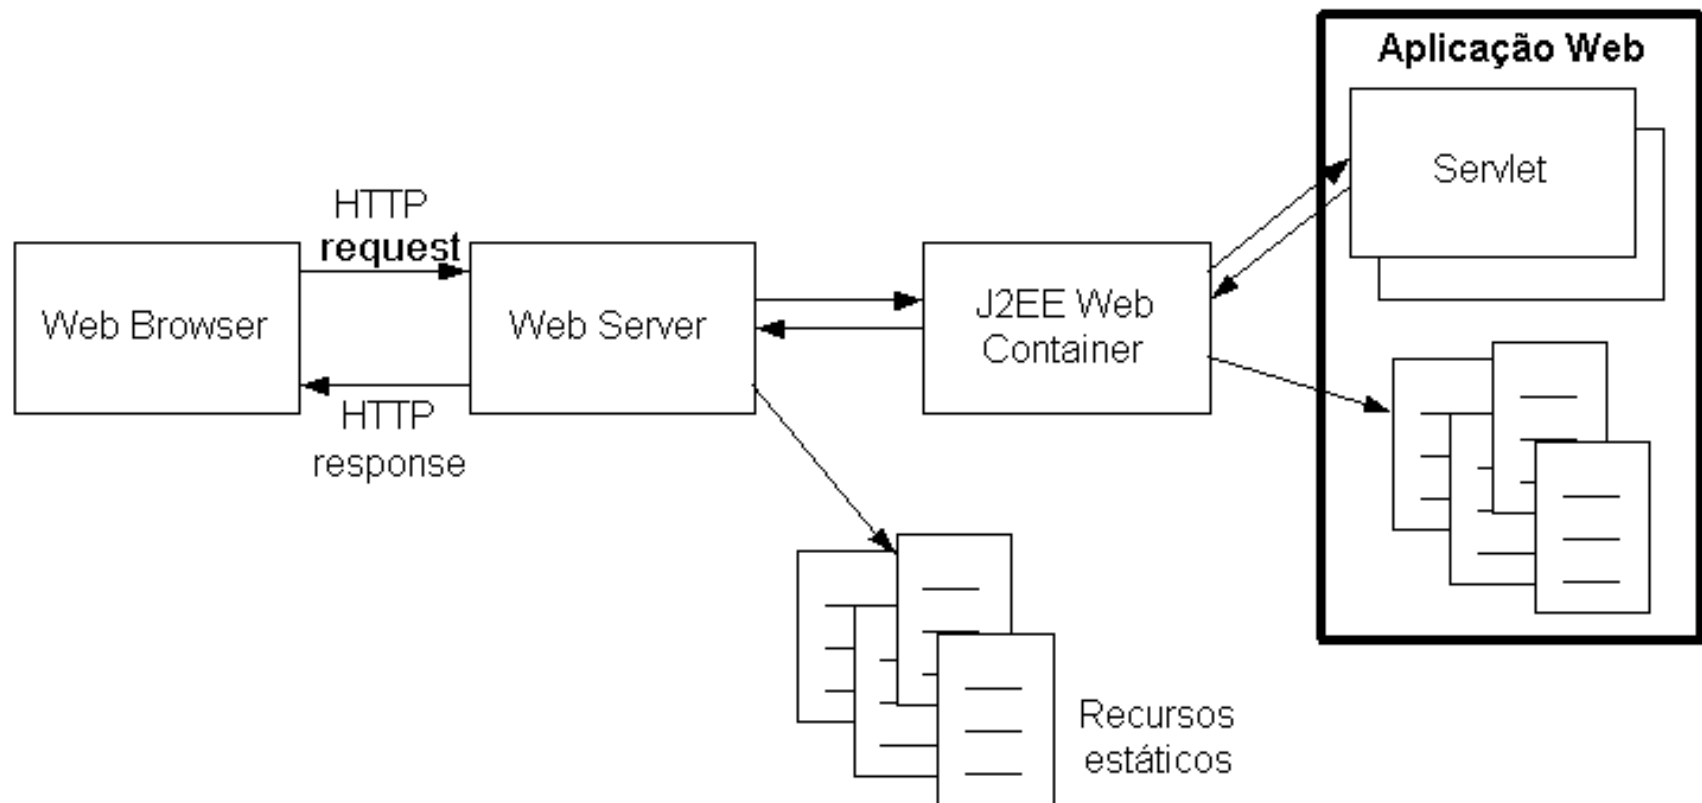 Aplicação Web
Servlet
HTTP
request
Web Browser
Web Server
J2EE Web
Container
HTTP
response
Recursos
estáticos